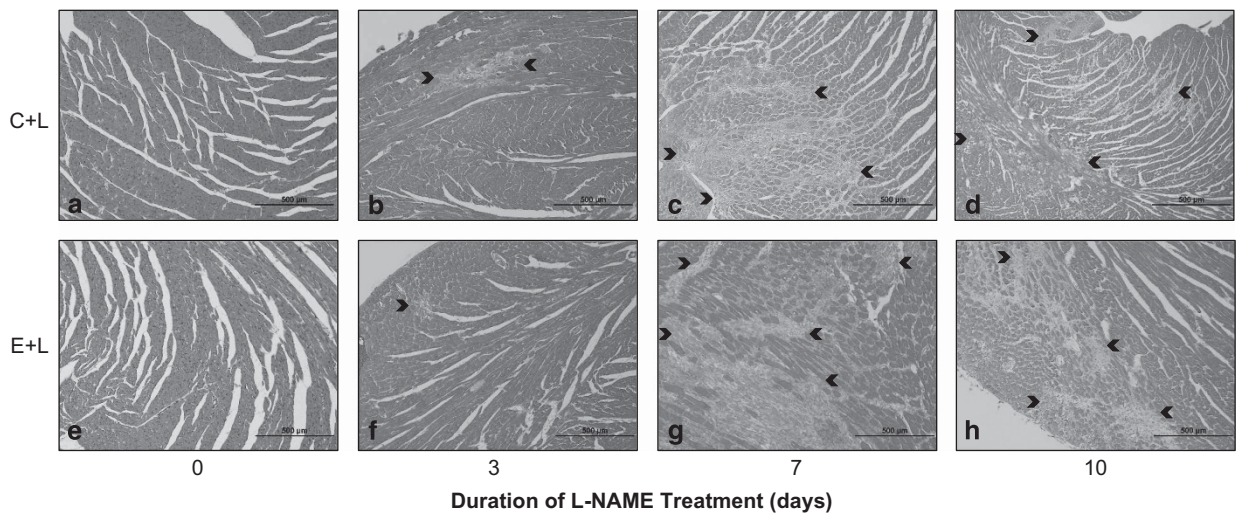 C+L
a
500 µm
b
500 µm
c
500 µm
d
500 µm
E+L
e
500 µm
f
500 µm
g
500 µm
h
500 µm
0
3
7
10
Duration of L-NAME Treatment (days)